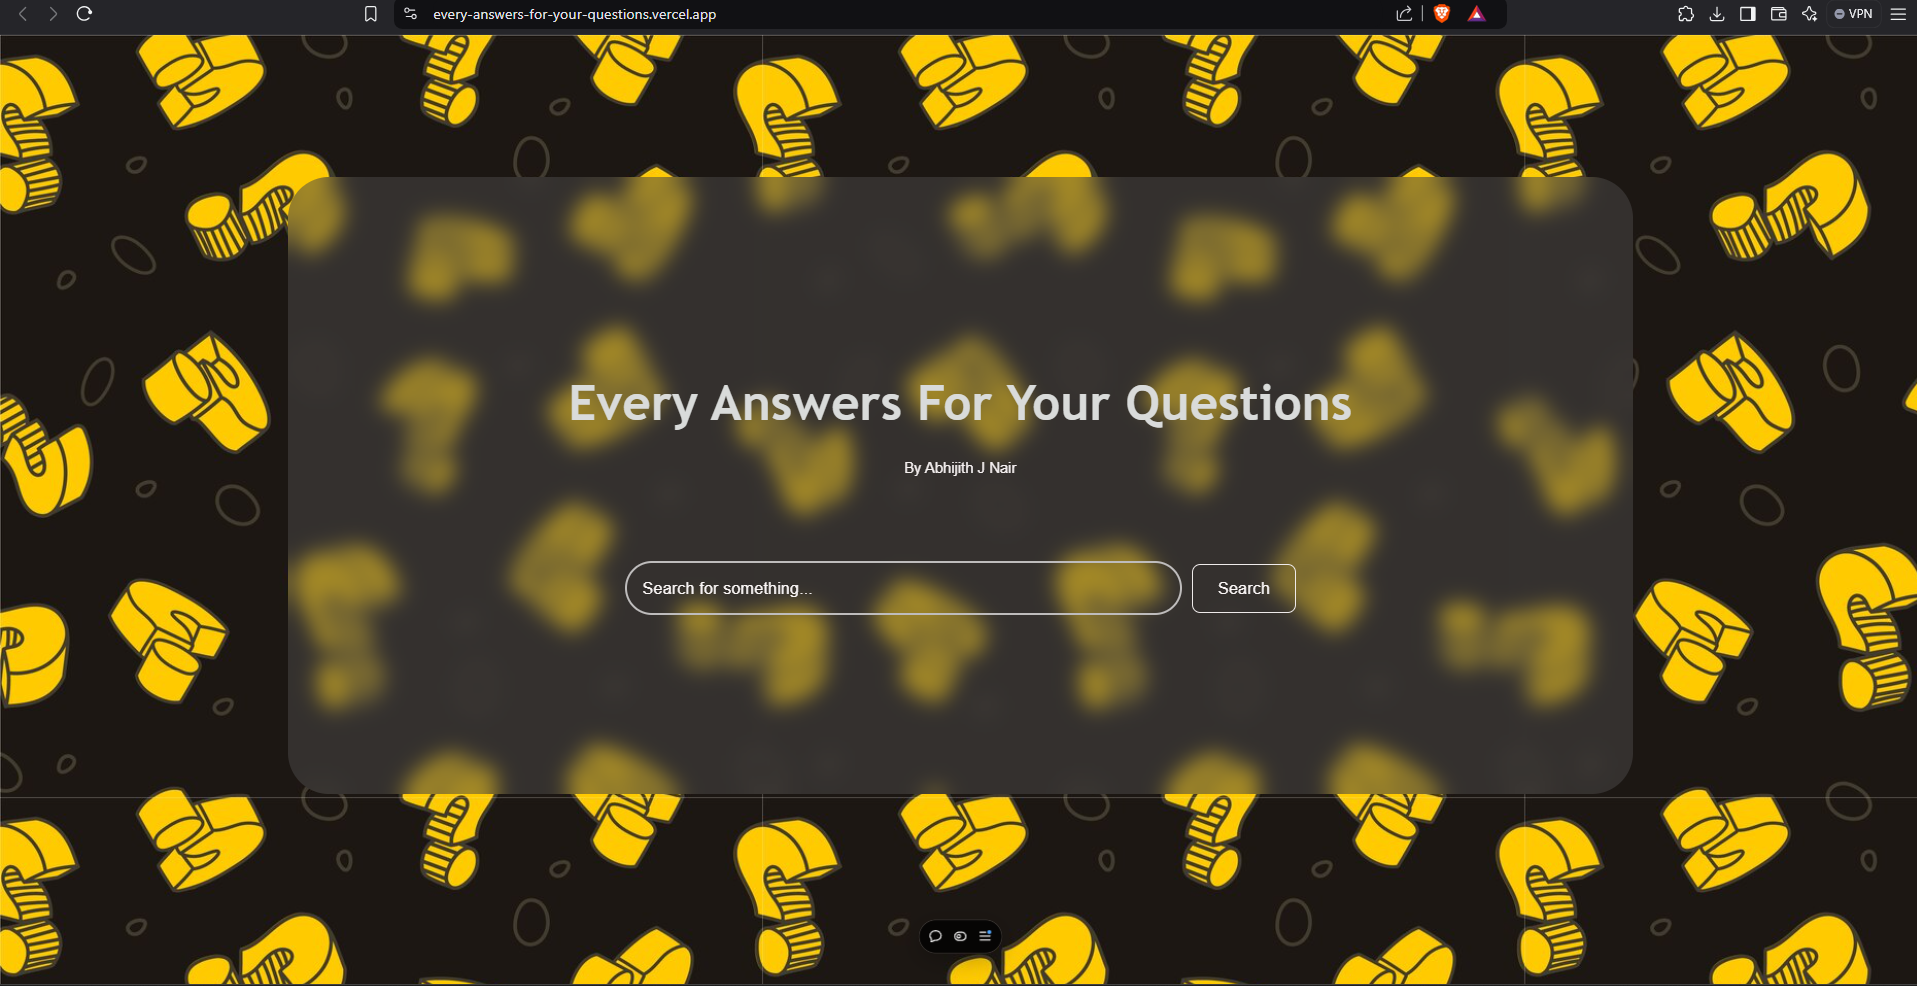 every-answers-for-your-questions.vercel.app
VPN
Every Answers For Your Questions
By Abhijith J Nair
Search for something...
Search